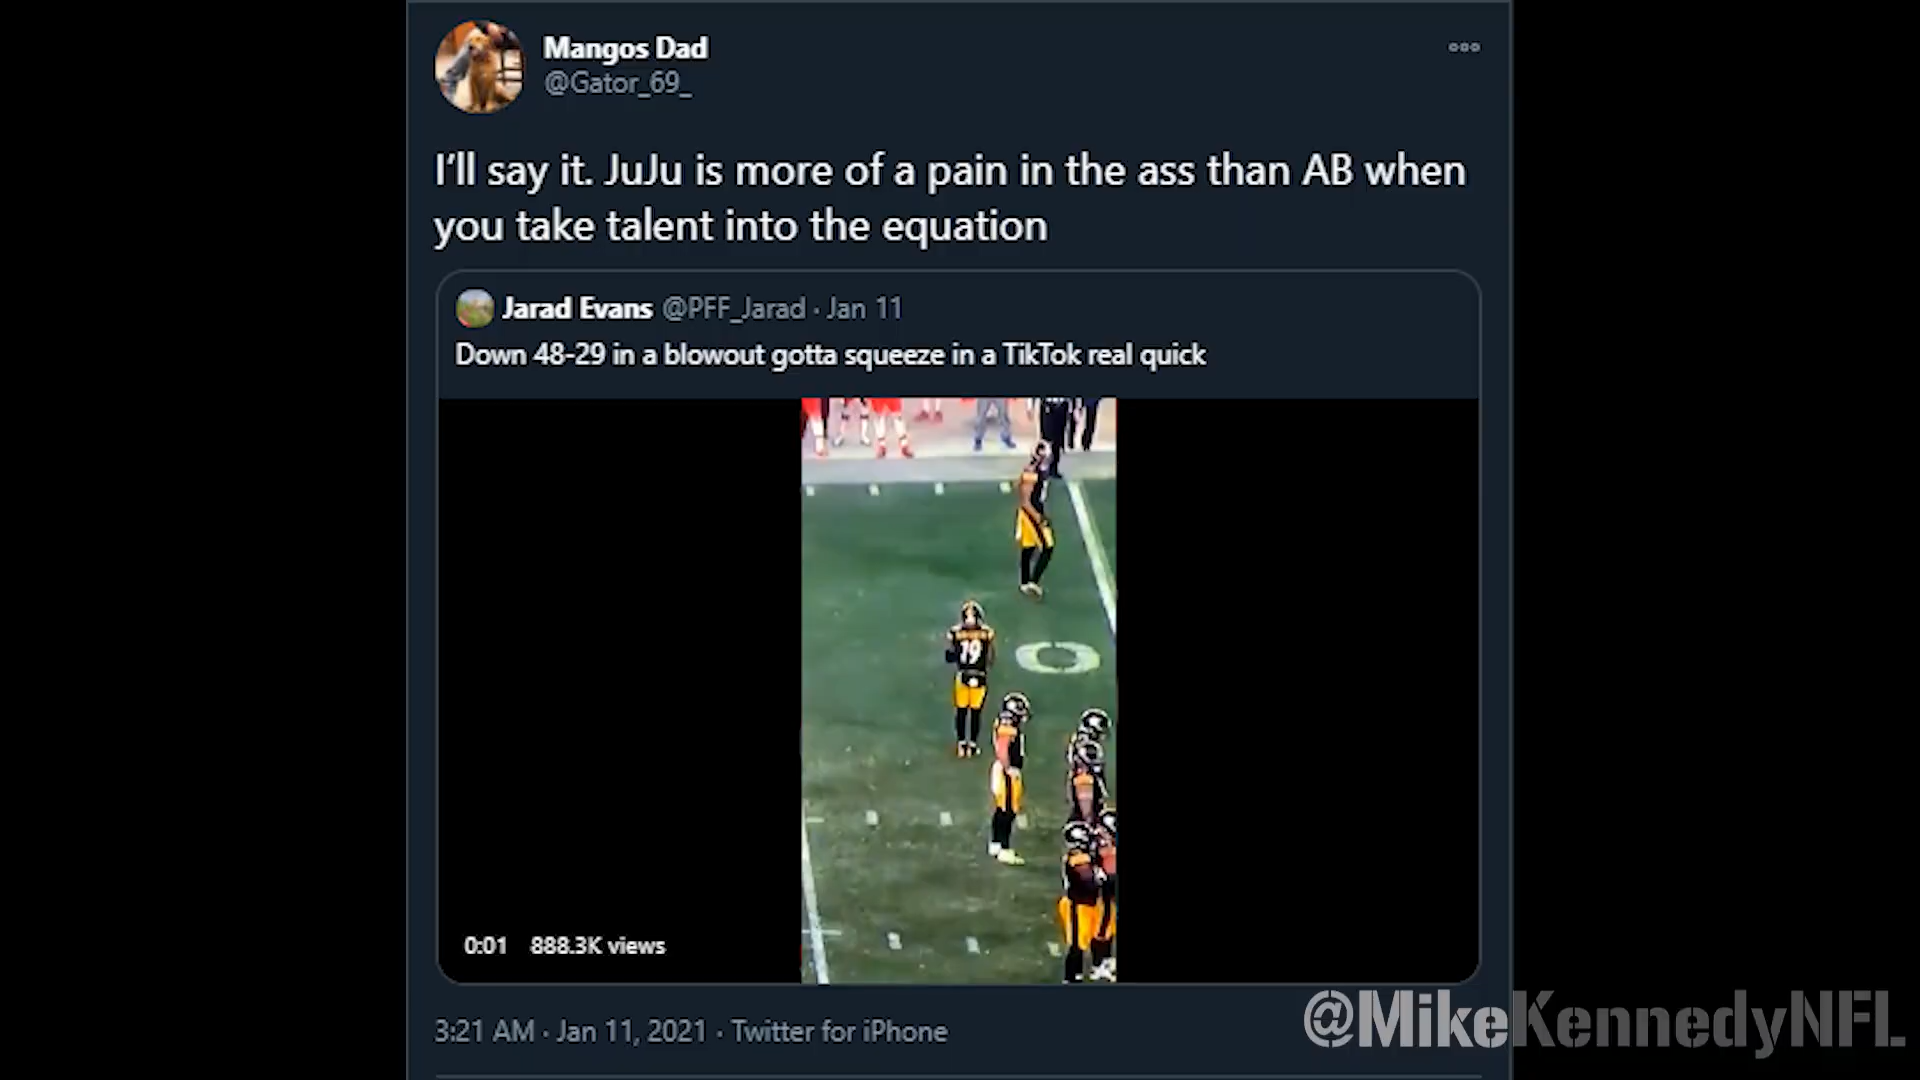 Mangos Dad
@Gator_69_
I'll say it. JuJu is more of a pain in the ass than AB when
you take talent into the equation
Jarad Evans @PFF_Jarad · Jan 11
Down 48-29 in a blowout gotta squeeze in a TikTok real quick
19
0
0:01 888.3K views
3:21 AM · Jan 11, 2021 · Twitter for iPhone
@MikeKennedyNFL